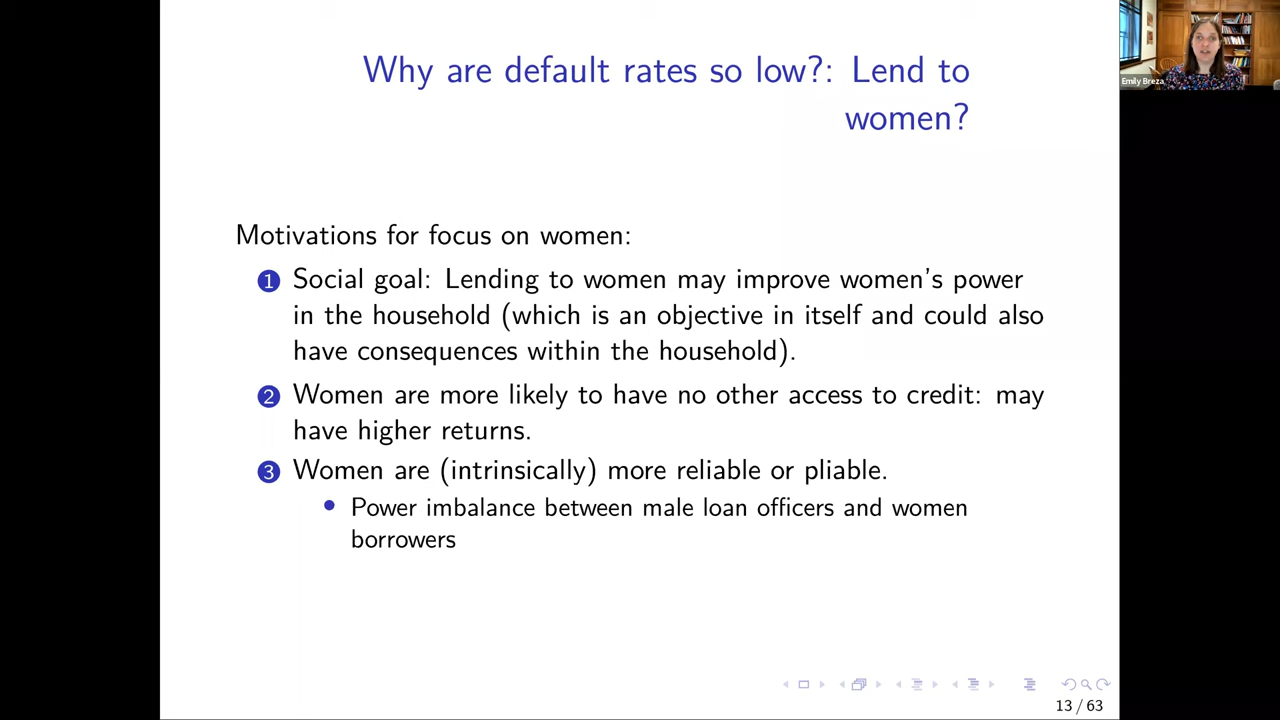 Why are default rates so low?: Lend to
women?
Emily Breza
Motivations for focus on women:
1 Social goal: Lending to women may improve women's power
in the household (which is an objective in itself and could also
have consequences within the household).
2 Women are more likely to have no other access to credit: may
have higher returns.
3 Women are (intrinsically) more reliable or pliable.
• Power imbalance between male loan officers and women
borrowers
13 / 63